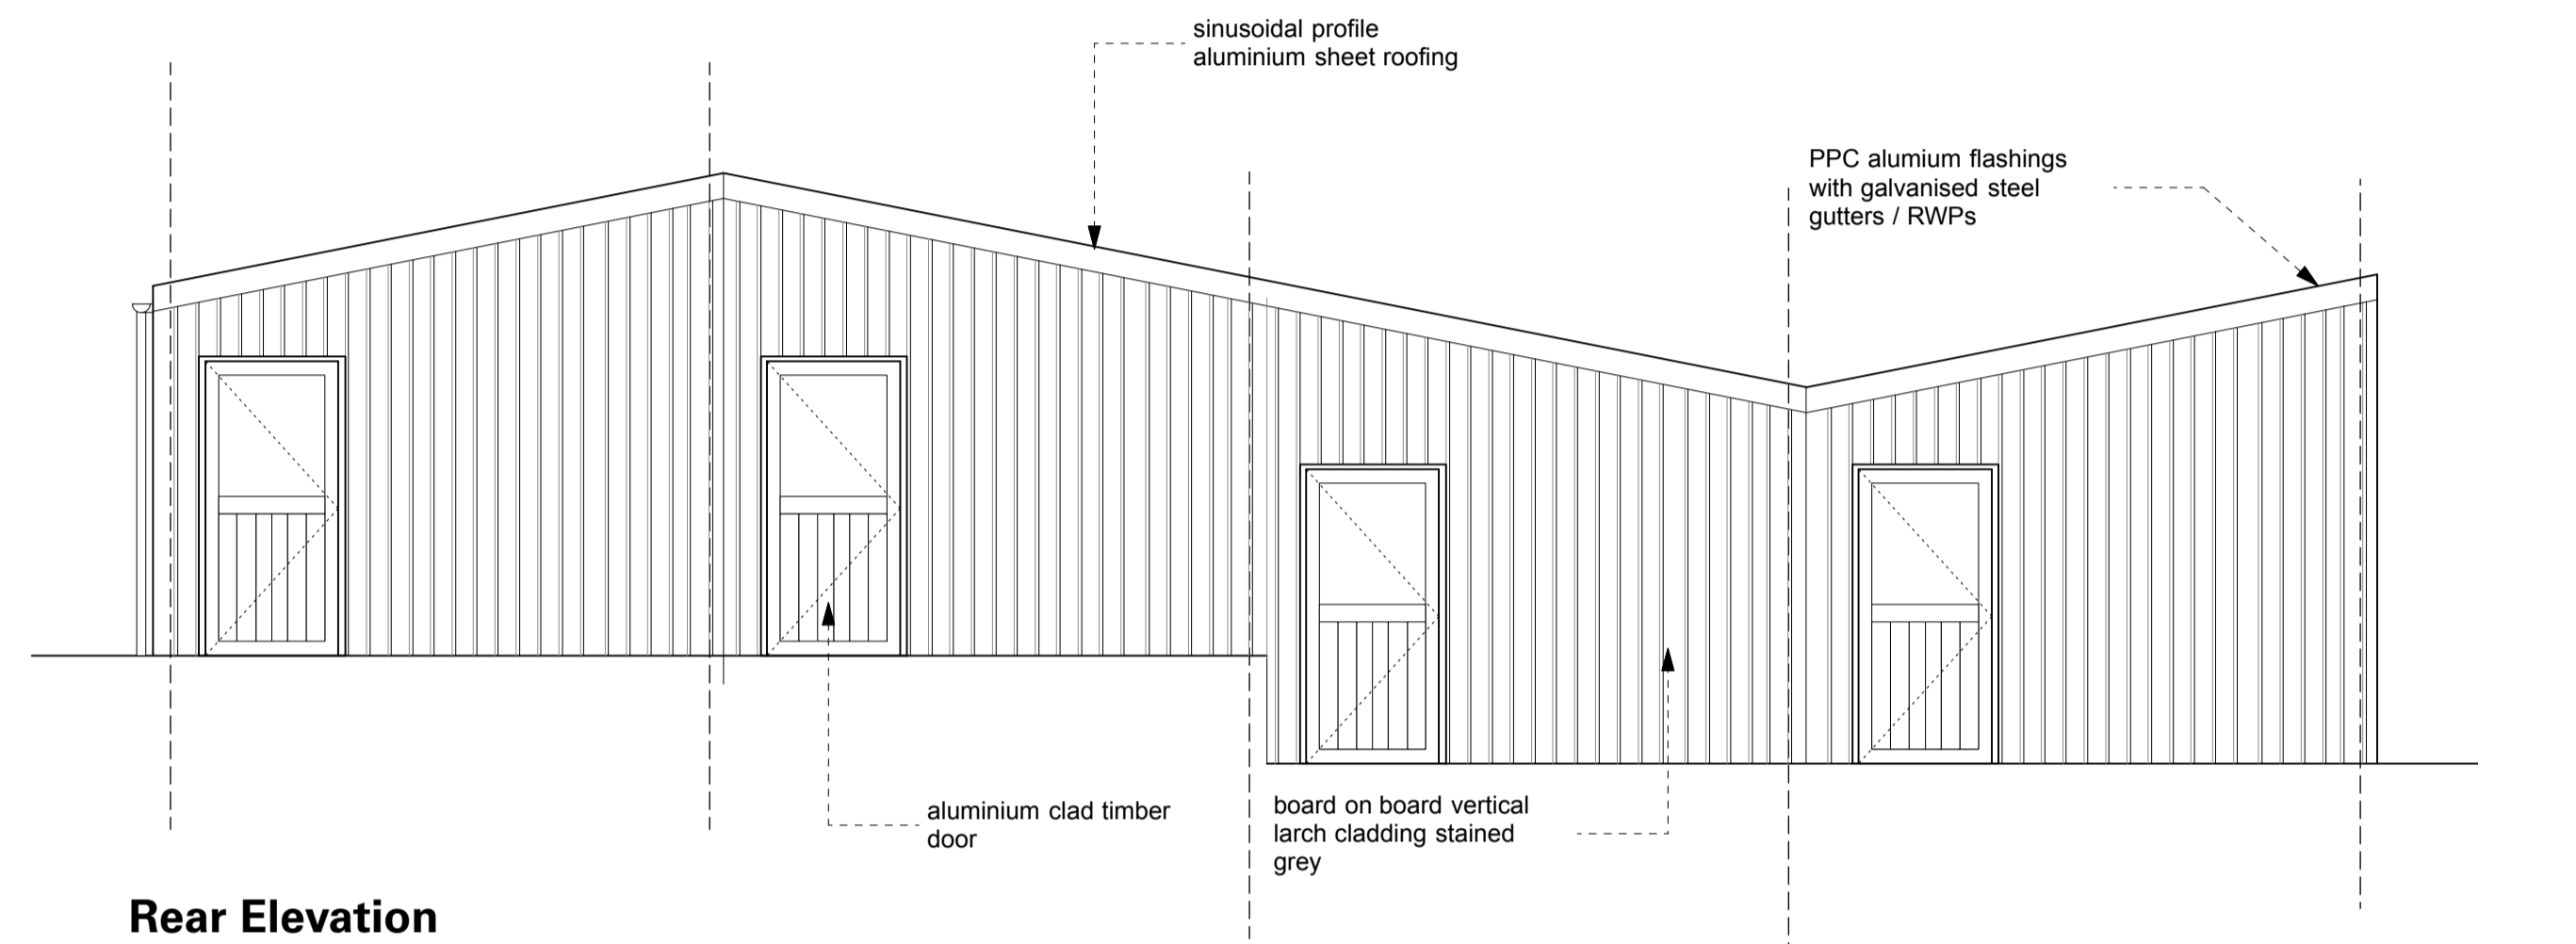 sinusoidal profile
aluminium sheet roofing
PPC alumium flashings
with galvanised steel
gutters / RWPs
aluminium clad timber
door
board on board vertical
larch cladding stained
grey
Rear Elevation